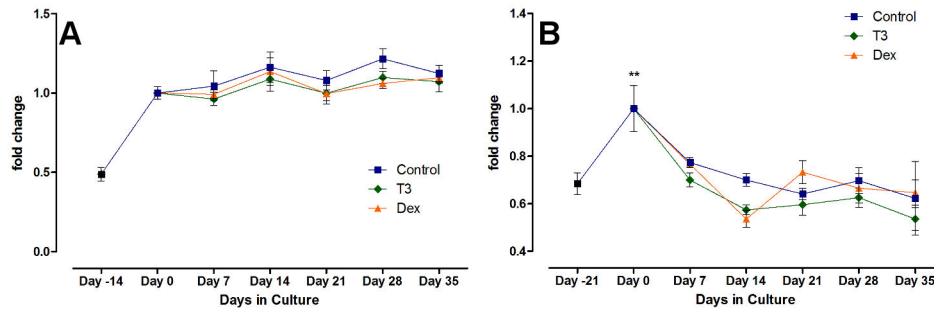 A
fold change
1.5
1.0
0.5
0.0
Control
T3
Dex
Day -14 Day 0 Day 7 Day 14 Day 21 Day 28 Day 35
Days in Culture
B
fold change
1.4
1.2
1.0
0.8
0.6
0.4
**
Control
T3
Dex
Day -21 Day 0 Day 7 Day 14 Day 21 Day 28 Day 35
Days in Culture